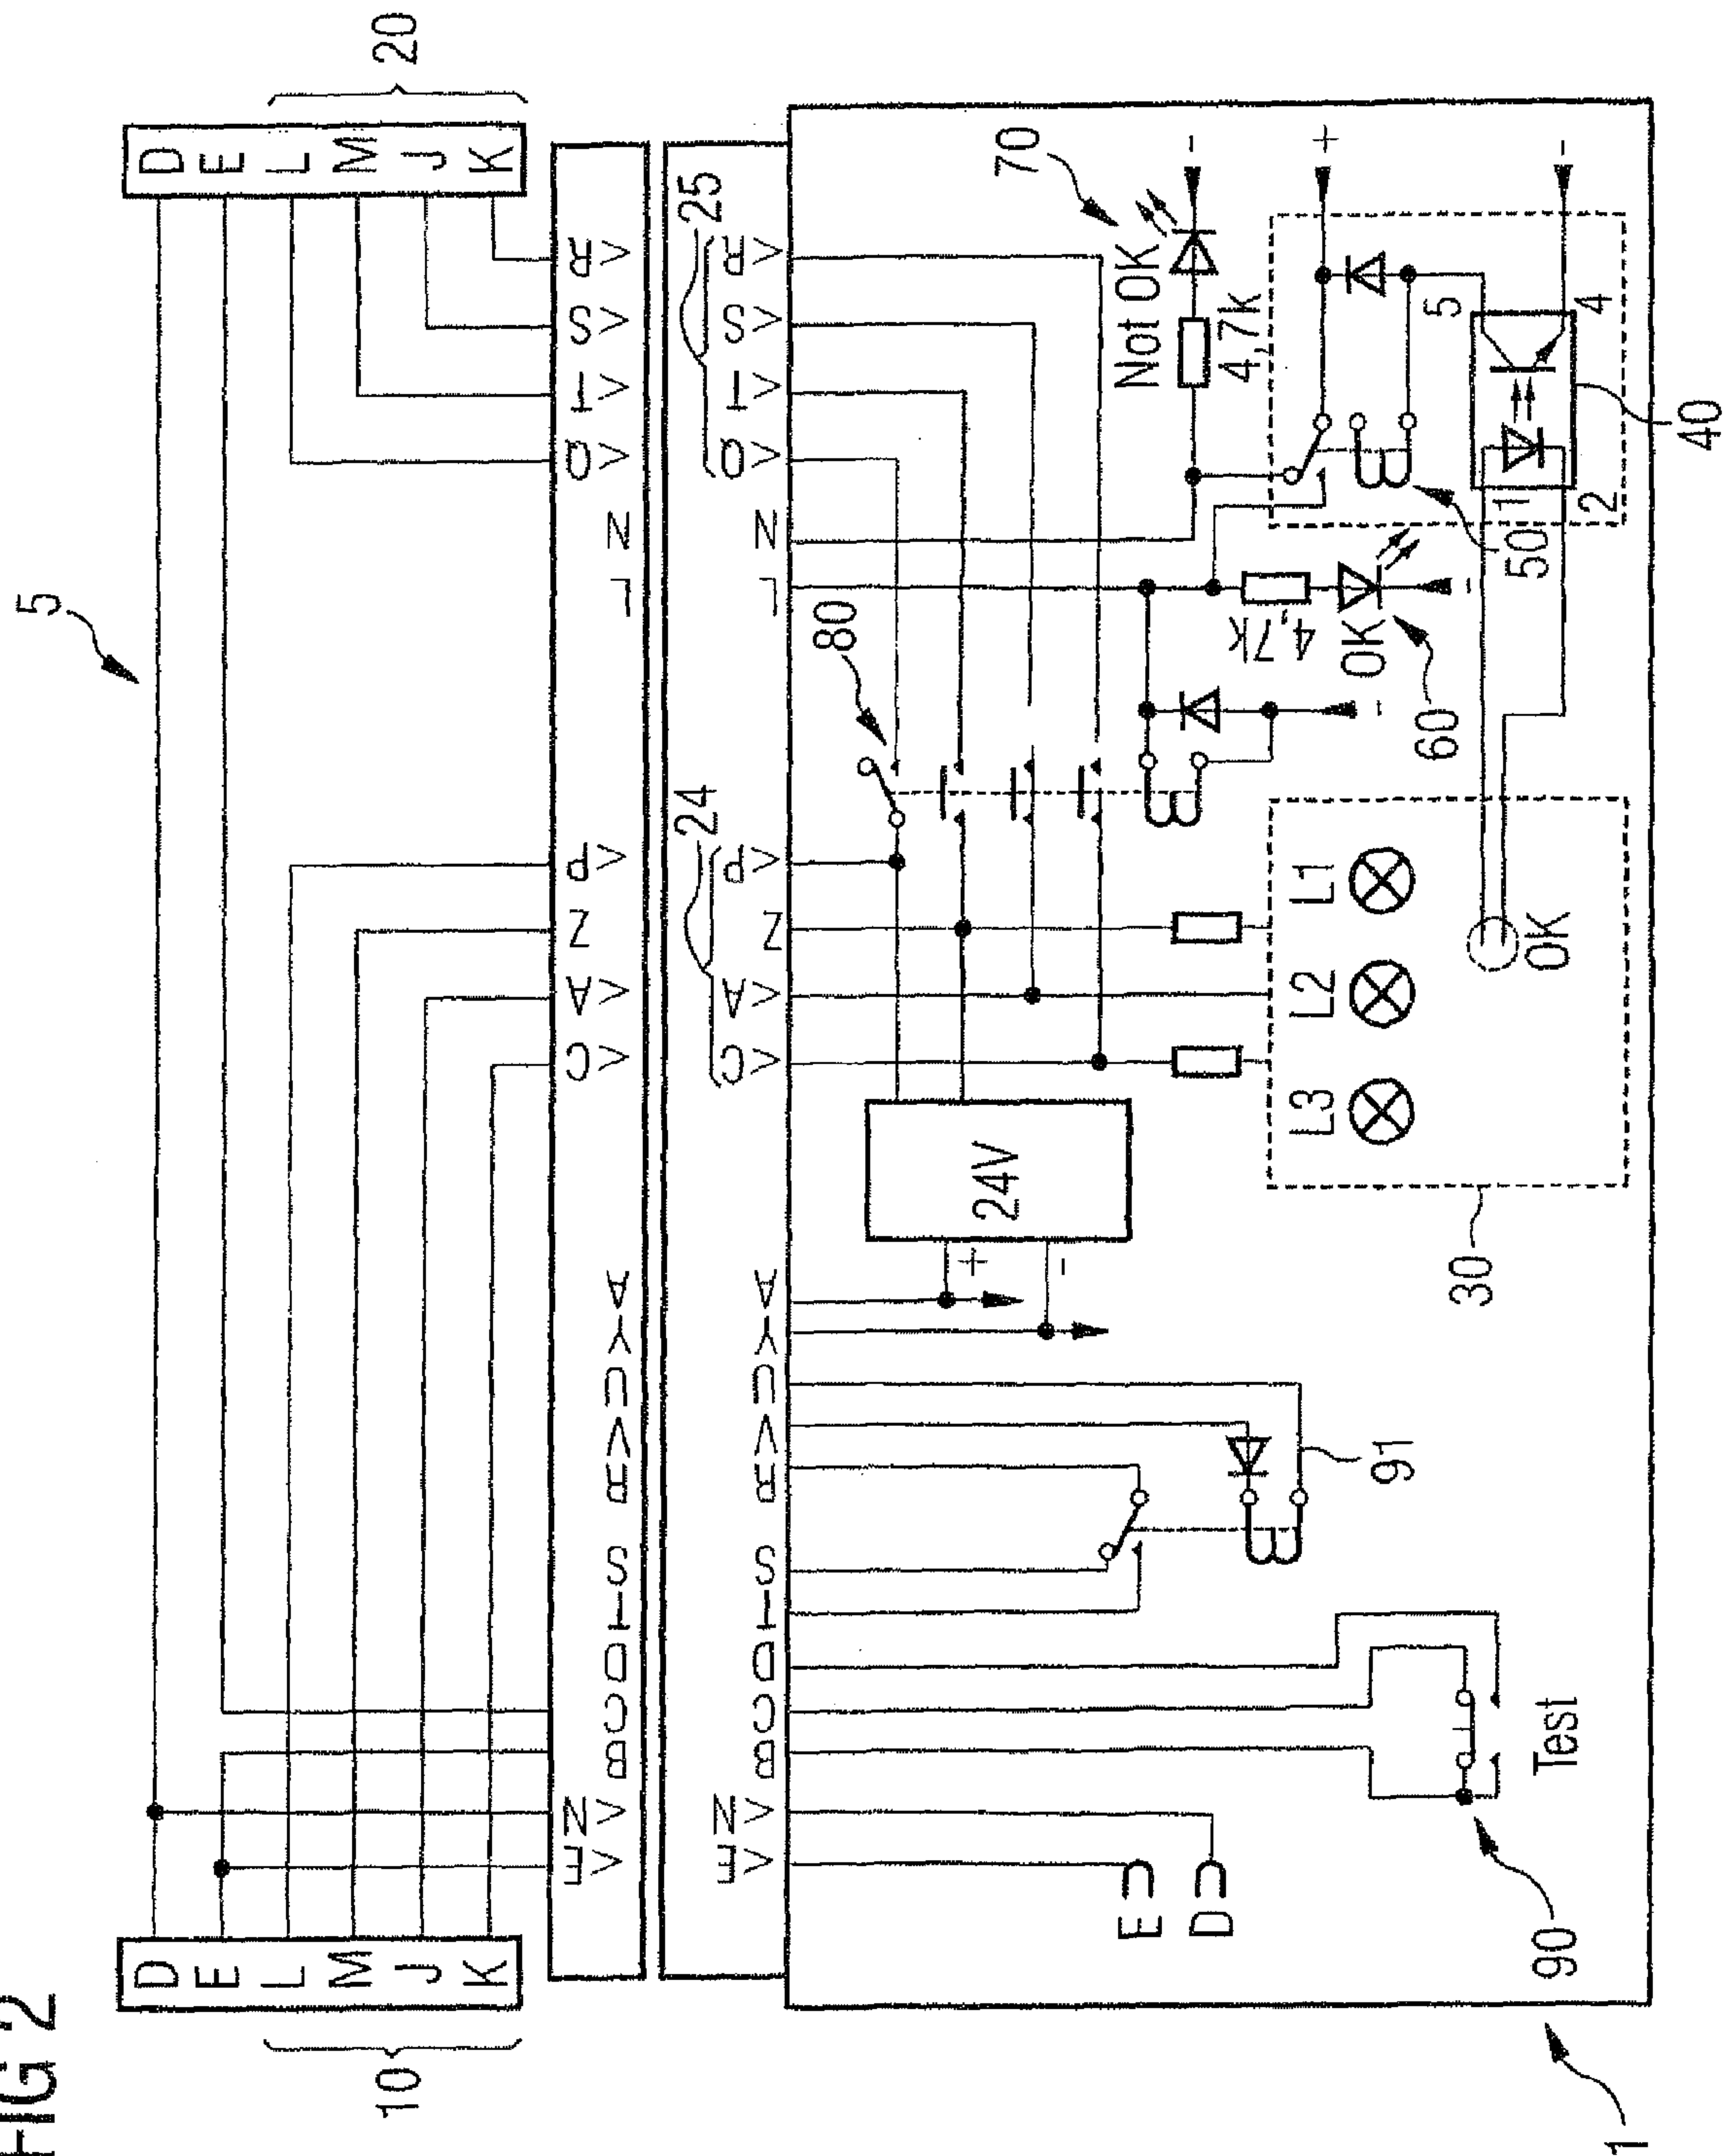 FIG 2
5
20
D
E
L
M
J
K
D
E
L
M
J
K
10
<E
<N
B
C
D
T
S
R
V
U
Y
A
<C
<A
Z
<P
L
N
<Q
<T
<S
<R
24
25
<E
<N
B
C
D
T
S
R
V
U
Y
A
<C
<A
Z
<P
L
N
<Q
<T
<S
<R
80
70
Not OK
4,7k
-
+
-
24V
+
-
4,7k
OK
-
-
60
50
5
4
1
2
40
E
D
91
L3
L2
L1
OK
30
Test
90
1